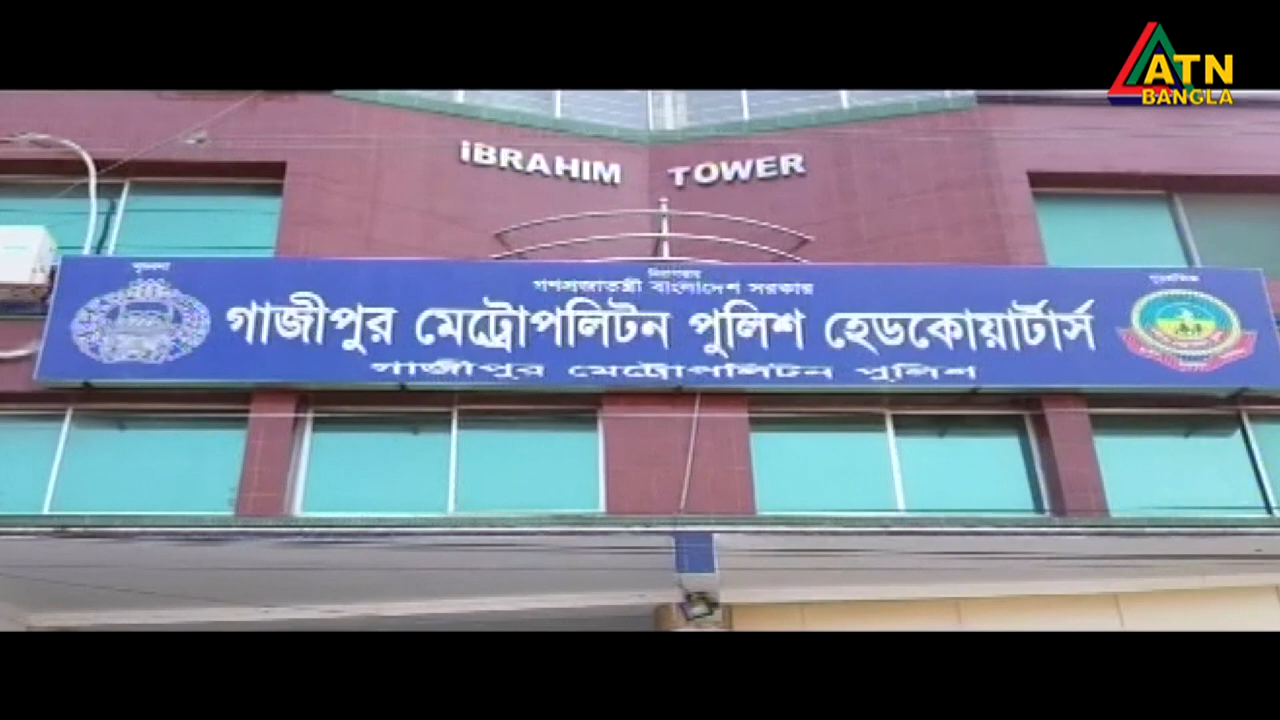 ATN
BANGLA
IBRAHIM TOWER
গণপ্রজাতন্ত্রী বাংলাদেশ সরকার
গাজীপুর মেট্রোপলিটন পুলিশ হেডকোয়ার্টার্স
গাজীপুর মেট্রোপলিটন পুলিশ